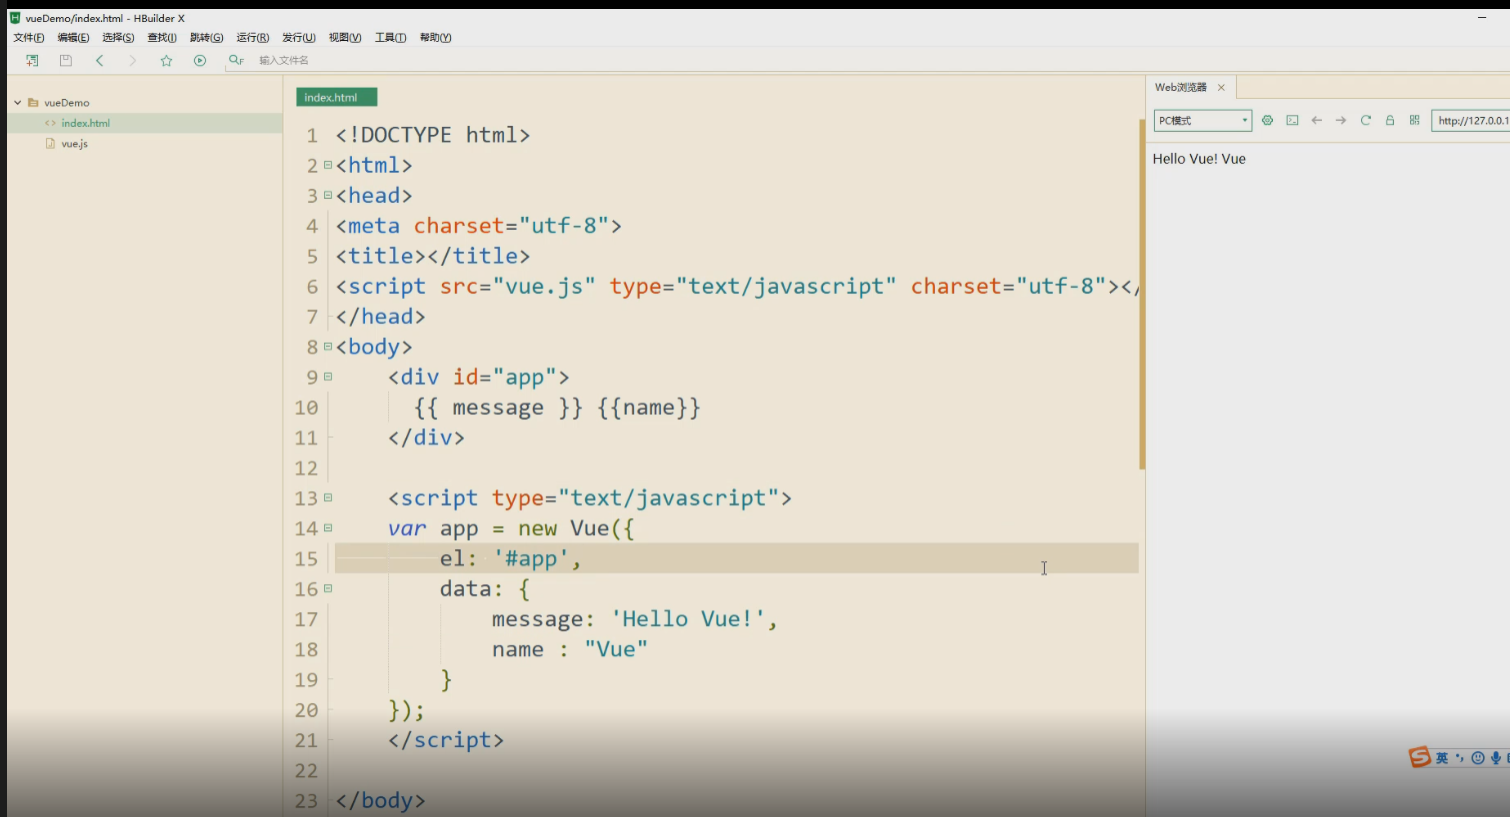 vueDemo/index.html - HBuilder X
文件(F) 编辑(E) 选择(S) 查找(I) 跳转(G) 运行(R) 发行(U) 视图(V) 工具(T) 帮助(Y)
输入文件名
vueDemo
index.html
vue.js
index.html
1 <!DOCTYPE html>
2 <html>
3 <head>
4 <meta charset="utf-8">
5 <title></title>
6 <script src="vue.js" type="text/javascript" charset="utf-8"></
7 </head>
8 <body>
9 <div id="app">
10 {{ message }} {{name}}
11 </div>
12
13 <script type="text/javascript">
14 var app = new Vue({
15 el: '#app',
16 data: {
17 message: 'Hello Vue!',
18 name : "Vue"
19 }
20 });
21 </script>
22
23 </body>
Web浏览器
PC模式
http://127.0.0.1
Hello Vue! Vue
英